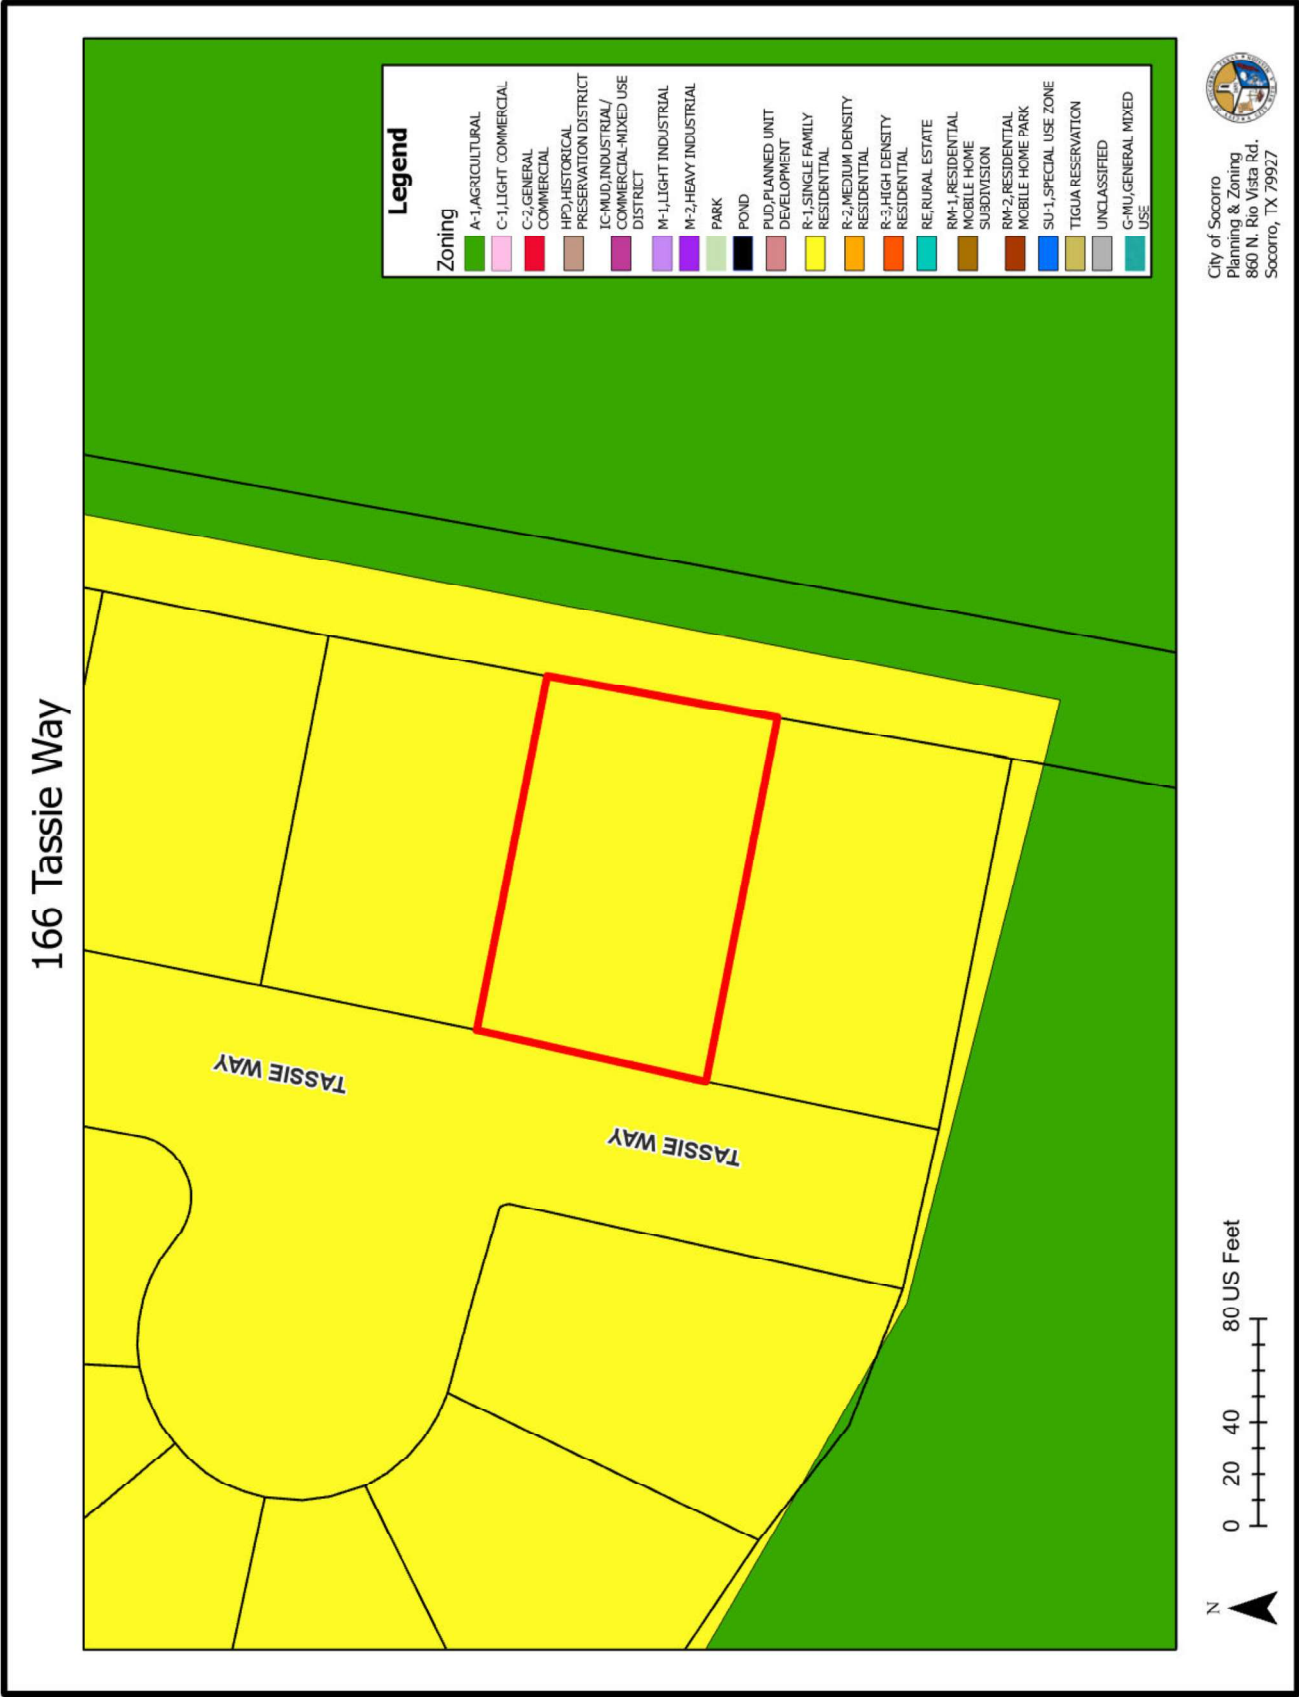 166 Tassie Way
TASSIE WAY
TASSIE WAY
Legend
Zoning
A-1,AGRICULTURAL
C-1,LIGHT COMMERCIAL
C-2,GENERAL
COMMERCIAL
HPD,HISTORICAL
PRESERVATION DISTRICT
IC-MUD,INDUSTRIAL/
COMMERCIAL-MIXED USE
DISTRICT
M-1,LIGHT INDUSTRIAL
M-2,HEAVY INDUSTRIAL
PARK
POND
PUD,PLANNED UNIT
DEVELOPMENT
R-1,SINGLE FAMILY
RESIDENTIAL
R-2,MEDIUM DENSITY
RESIDENTIAL
R-3,HIGH DENSITY
RESIDENTIAL
RE,RURAL ESTATE
RM-1,RESIDENTIAL
MOBILE HOME
SUBDIVISION
RM-2,RESIDENTIAL
MOBILE HOME PARK
SU-1,SPECIAL USE ZONE
TIGUA RESERVATION
UNCLASSIFIED
G-MU,GENERAL MIXED
USE
N
0 20 40 80 US Feet
City of Socorro
Planning & Zoning
860 N. Rio Vista Rd.
Socorro, TX 79927